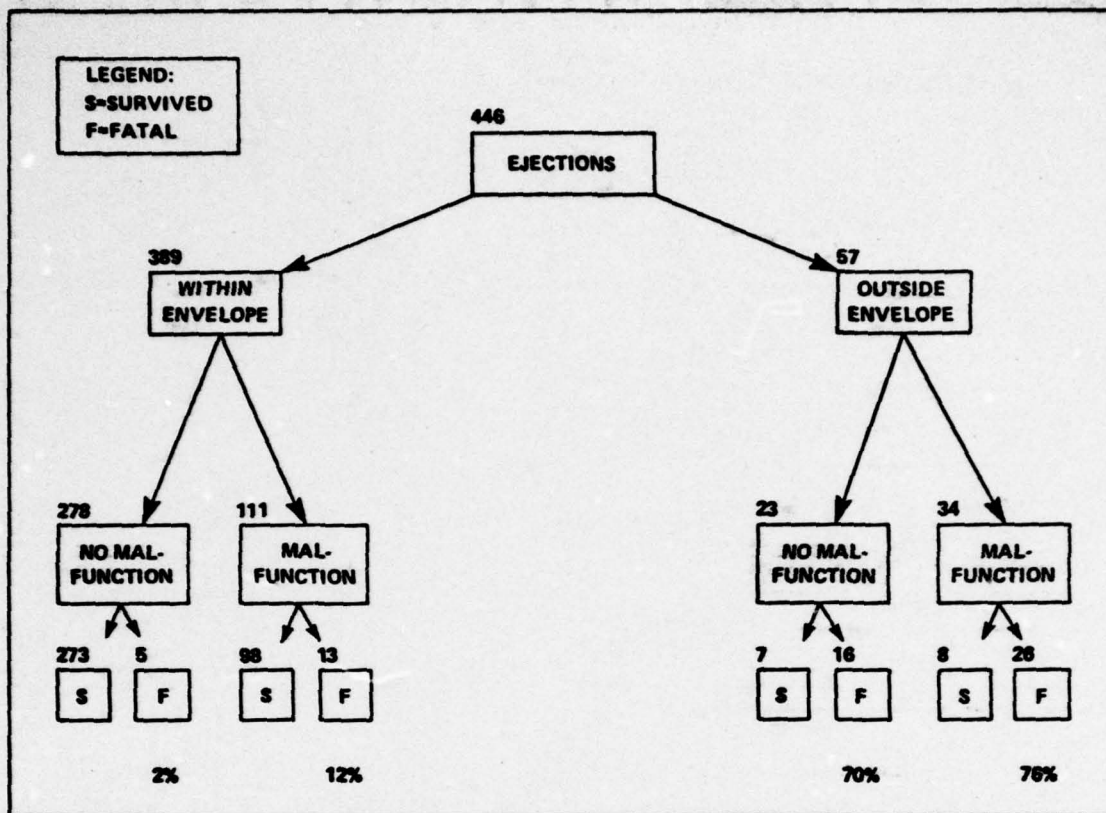 LEGEND:
S=SURVIVED
F=FATAL
446
EJECTIONS
389
WITHIN
ENVELOPE
57
OUTSIDE
ENVELOPE
278
NO MAL-
FUNCTION
111
MAL-
FUNCTION
23
NO MAL-
FUNCTION
34
MAL-
FUNCTION
273 5 98 13 7 16 8 26
S F S F S F S F
2% 12% 70% 76%